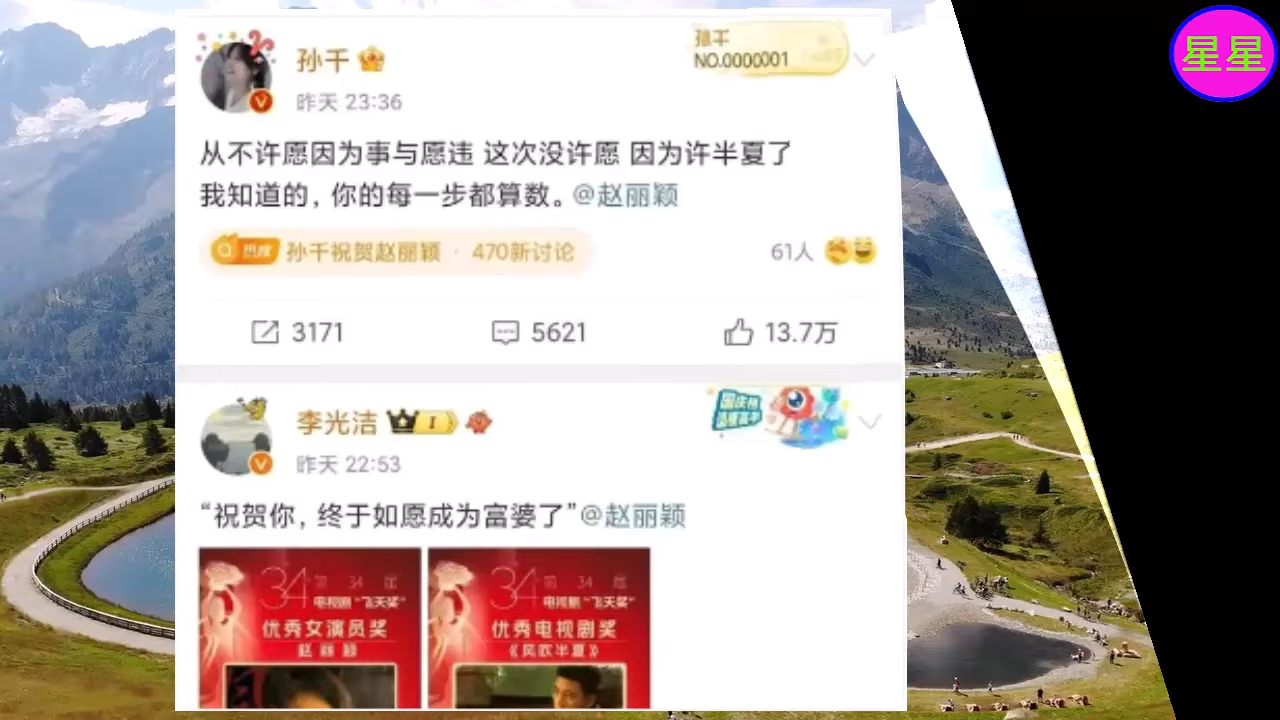 星星
孙千
孙千
NO.0000001
昨天 23:36
从不许愿因为事与愿违 这次没许愿 因为许半夏了
我知道的，你的每一步都算数。@赵丽颖
热搜 孙千祝贺赵丽颖 · 470新讨论
61人
3171
5621
13.7万
李光洁
I
昨天 22:53
“祝贺你，终于如愿成为富婆了”@赵丽颖
34 第 34 届
电视剧“飞天奖”
优秀女演员奖
赵丽颖
34 第 34 届
电视剧“飞天奖”
优秀电视剧奖
《风吹半夏》